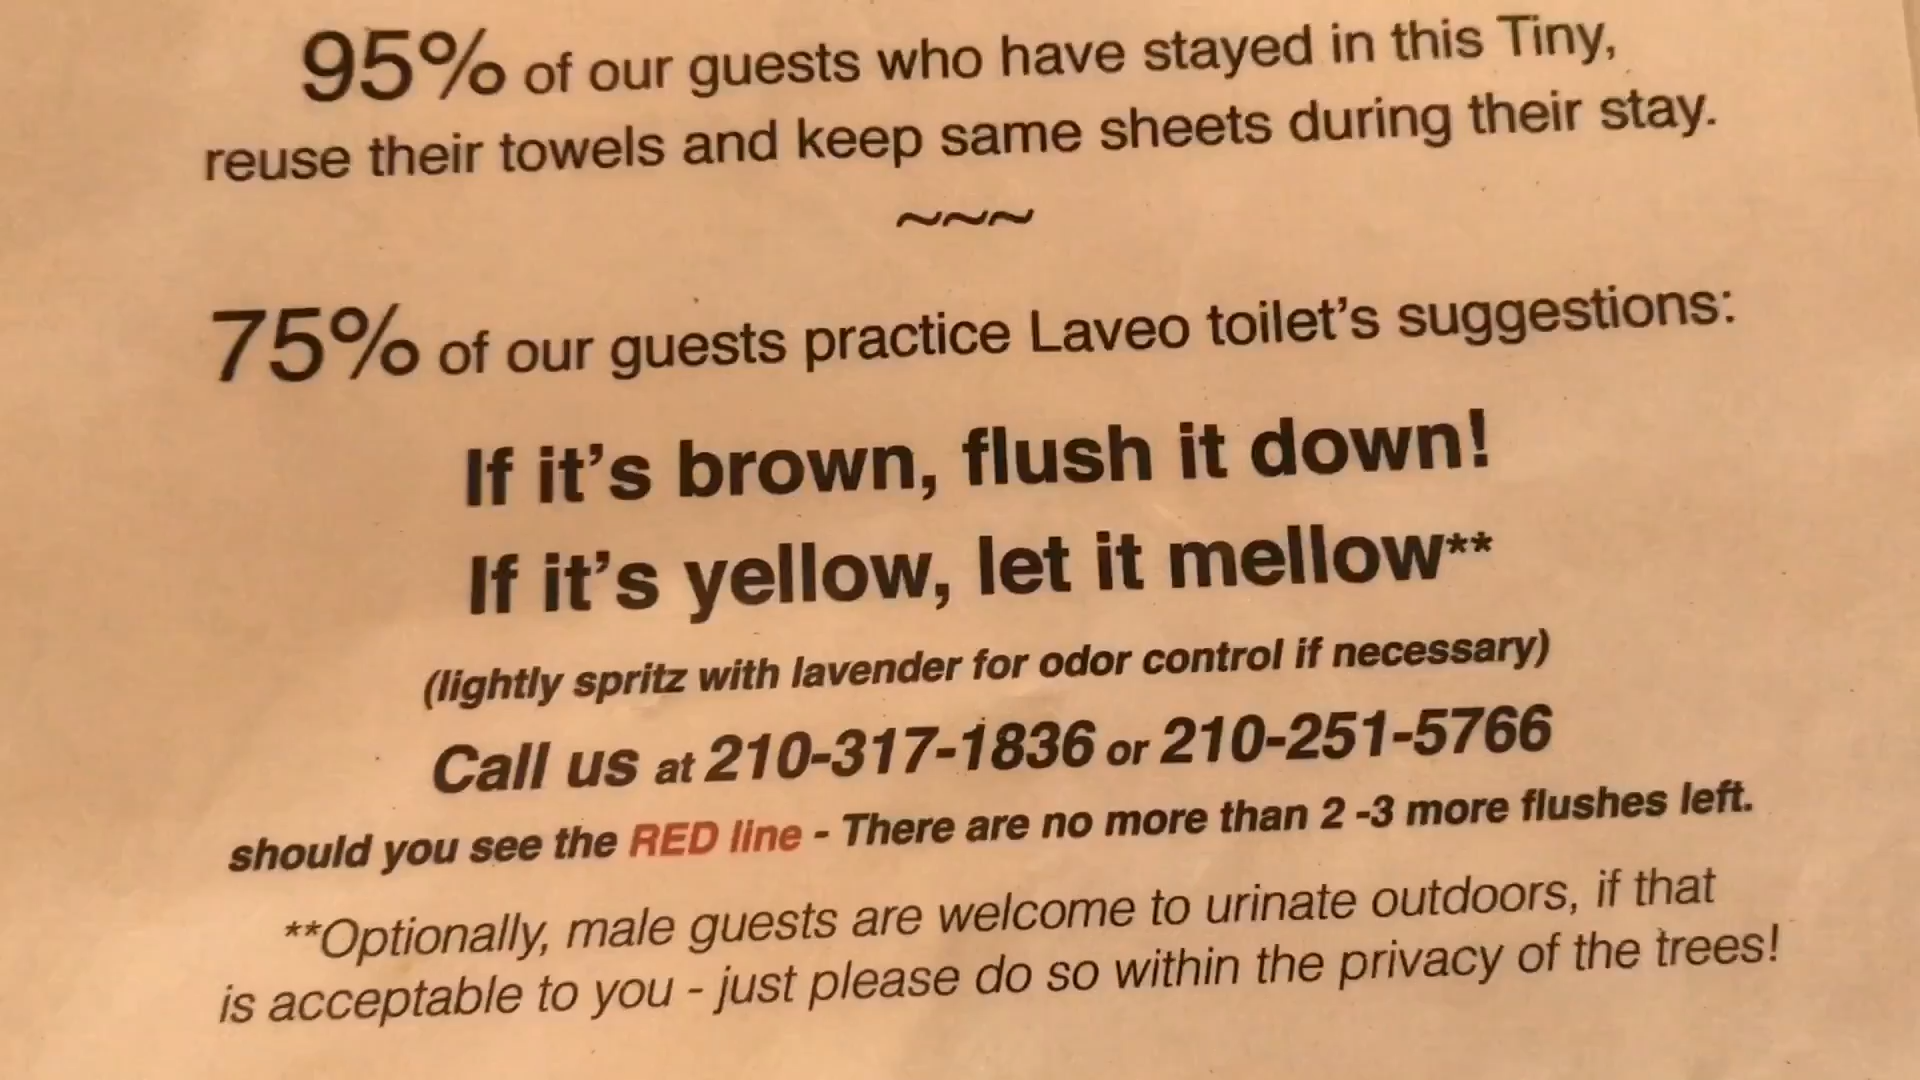 95% of our guests who have stayed in this Tiny,
reuse their towels and keep same sheets during their stay.
~~~
75% of our guests practice Laveo toilet's suggestions:
If it's brown, flush it down!
If it's yellow, let it mellow**
(lightly spritz with lavender for odor control if necessary)
Call us at 210-317-1836 or 210-251-5766
should you see the RED line - There are no more than 2 -3 more flushes left.
**Optionally, male guests are welcome to urinate outdoors, if that
is acceptable to you - just please do so within the privacy of the trees!